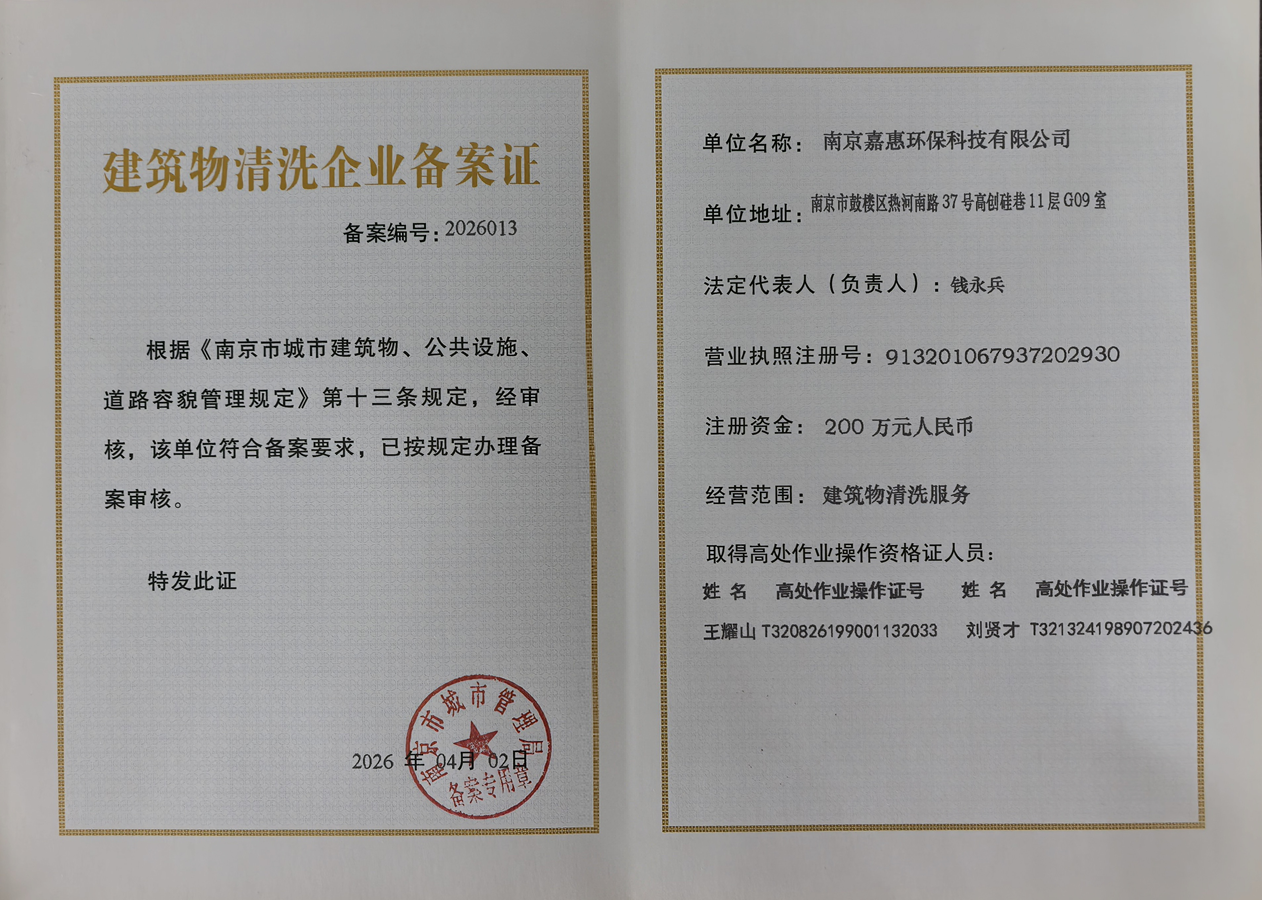 建筑物清洗企业备案证
备案编号：2026013
根据《南京市城市建筑物、公共设施、
道路容貌管理规定》第十三条规定，经审
核，该单位符合备案要求，已按规定办理备
案审核。
特发此证
南京市城市管理局
2026 年 04月 02日
备案专用章
单位名称： 南京嘉惠环保科技有限公司
单位地址：南京市鼓楼区热河南路 37 号高创硅巷 11 层 G09 室
法定代表人（负责人）：钱永兵
营业执照注册号：913201067937202930
注册资金： 200 万元人民币
经营范围： 建筑物清洗服务
取得高处作业操作资格证人员：
姓 名 高处作业操作证号 姓 名 高处作业操作证号
王耀山 T320826199001132033 刘贤才 T321324198907202436